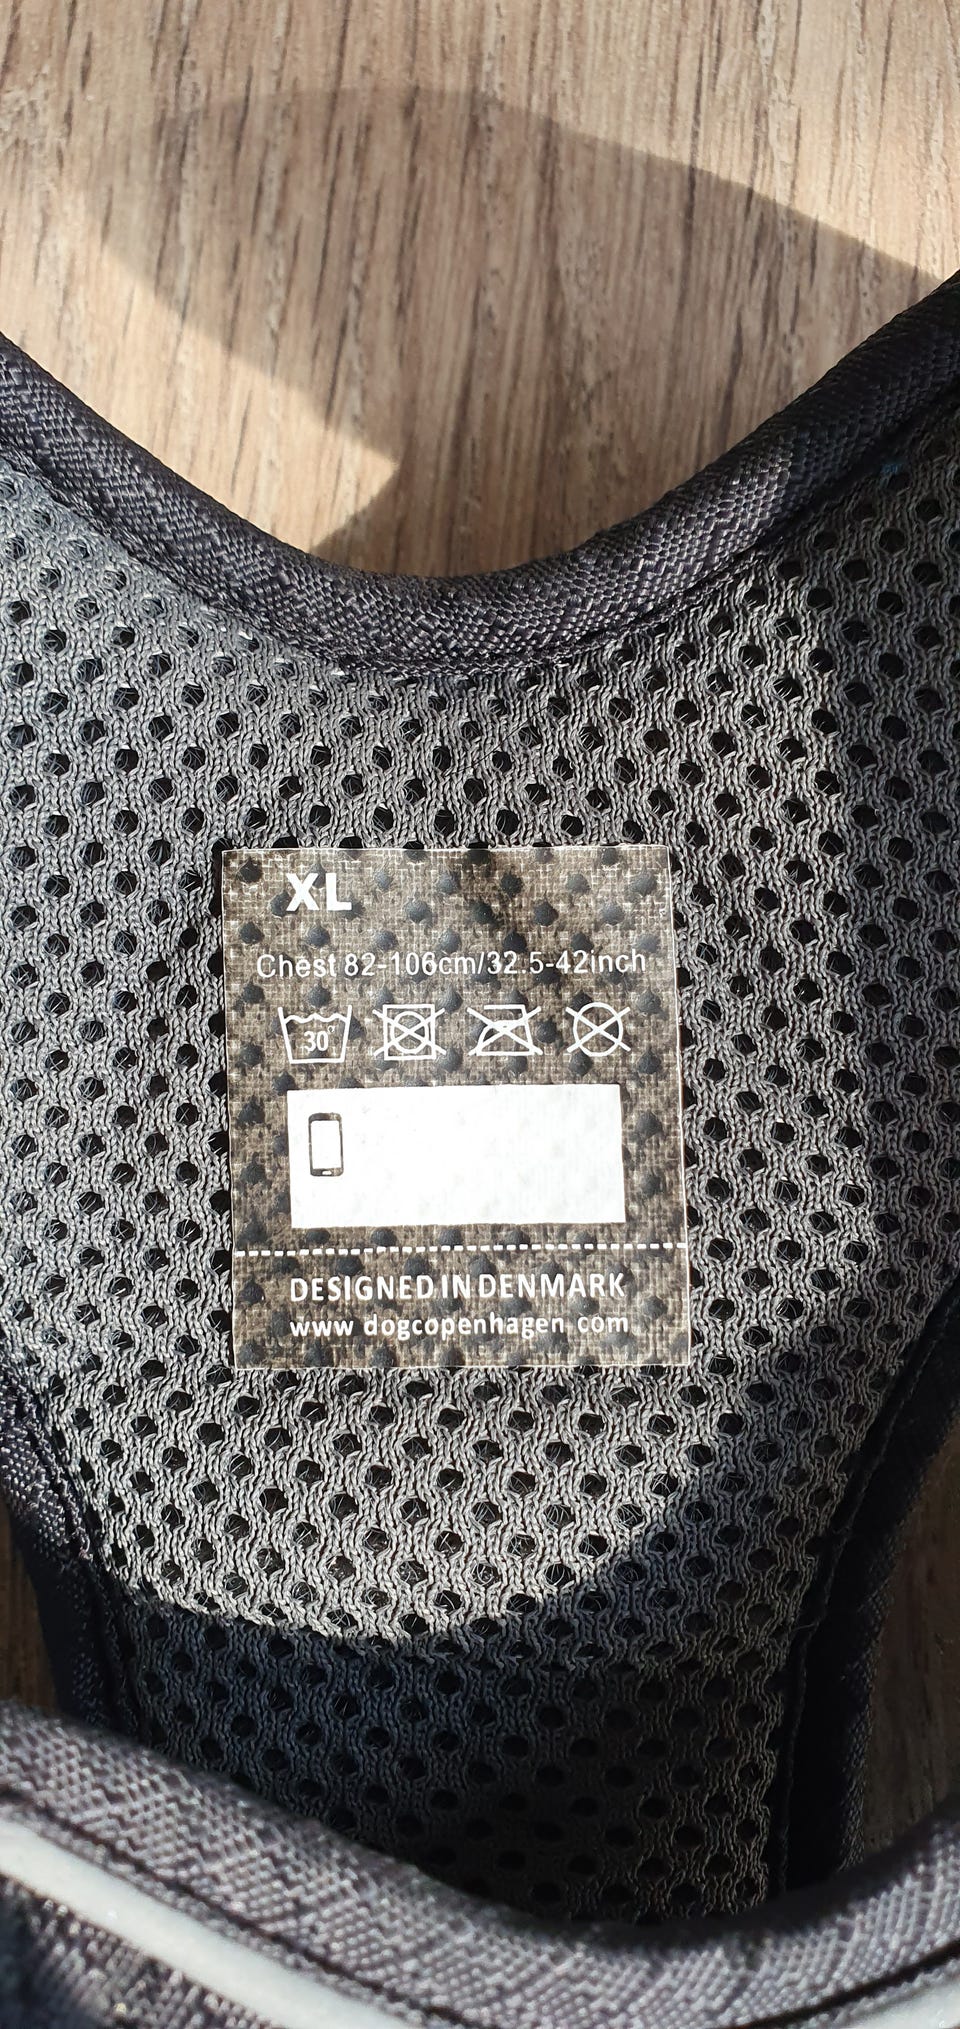 XL
Chest 82-106cm/32.5-42inch
30°
DESIGNED IN DENMARK
www.dogcopenhagen.com